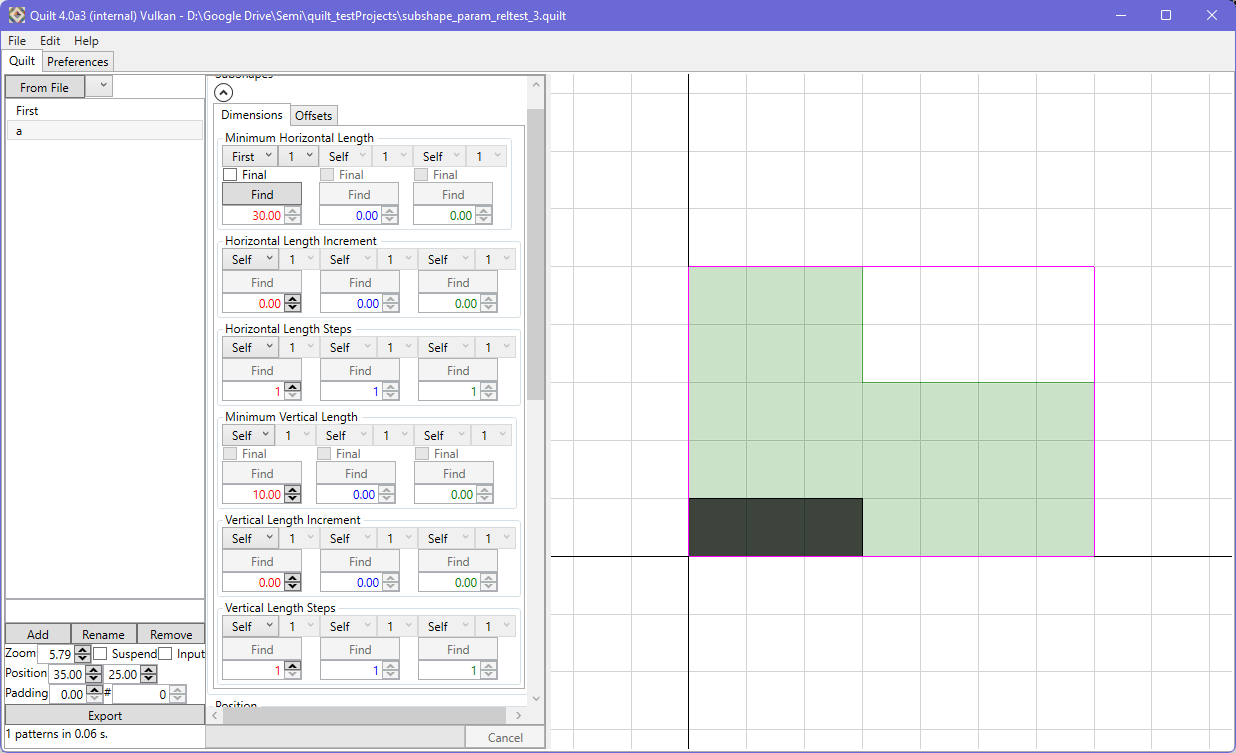 Quilt 4.0a3 (internal) Vulkan - D:\Google Drive\Semi\quilt_testProjects\subshape_param_reltest_3.quilt
File Edit Help
Quilt Preferences
From File
First
a
Subshapes
Dimensions Offsets
Minimum Horizontal Length
First 1 Self 1 Self 1
Final Final Final
Find Find Find
30.00 0.00 0.00
Horizontal Length Increment
Self 1 Self 1 Self 1
Find Find Find
0.00 0.00 0.00
Horizontal Length Steps
Self 1 Self 1 Self 1
Find Find Find
1 1 1
Minimum Vertical Length
Self 1 Self 1 Self 1
Final Final Final
Find Find Find
10.00 0.00 0.00
Vertical Length Increment
Self 1 Self 1 Self 1
Find Find Find
0.00 0.00 0.00
Vertical Length Steps
Self 1 Self 1 Self 1
Find Find Find
1 1 1
Position
Cancel
Add Rename Remove
Zoom 5.79 Suspend Input
Position 35.00 25.00
Padding 0.00 # 0
Export
1 patterns in 0.06 s.